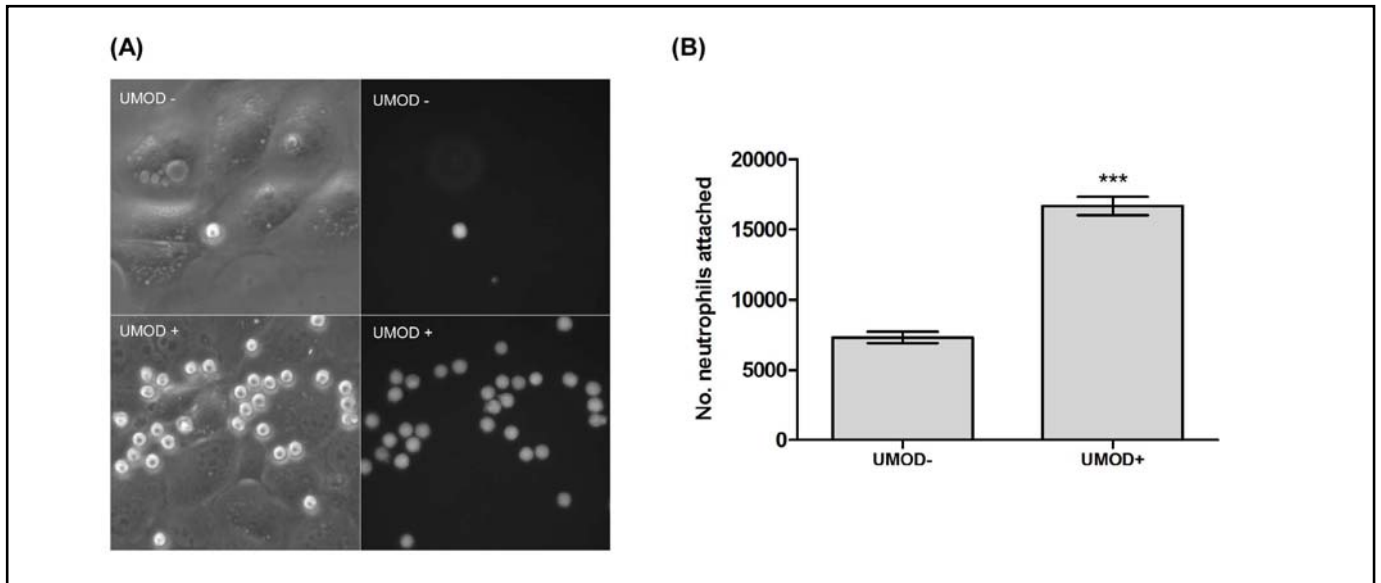 (A)
UMOD -
UMOD -
UMOD +
UMOD +
(B)
No. neutrophils attached
20000
15000
10000
5000
0
***
UMOD-
UMOD+